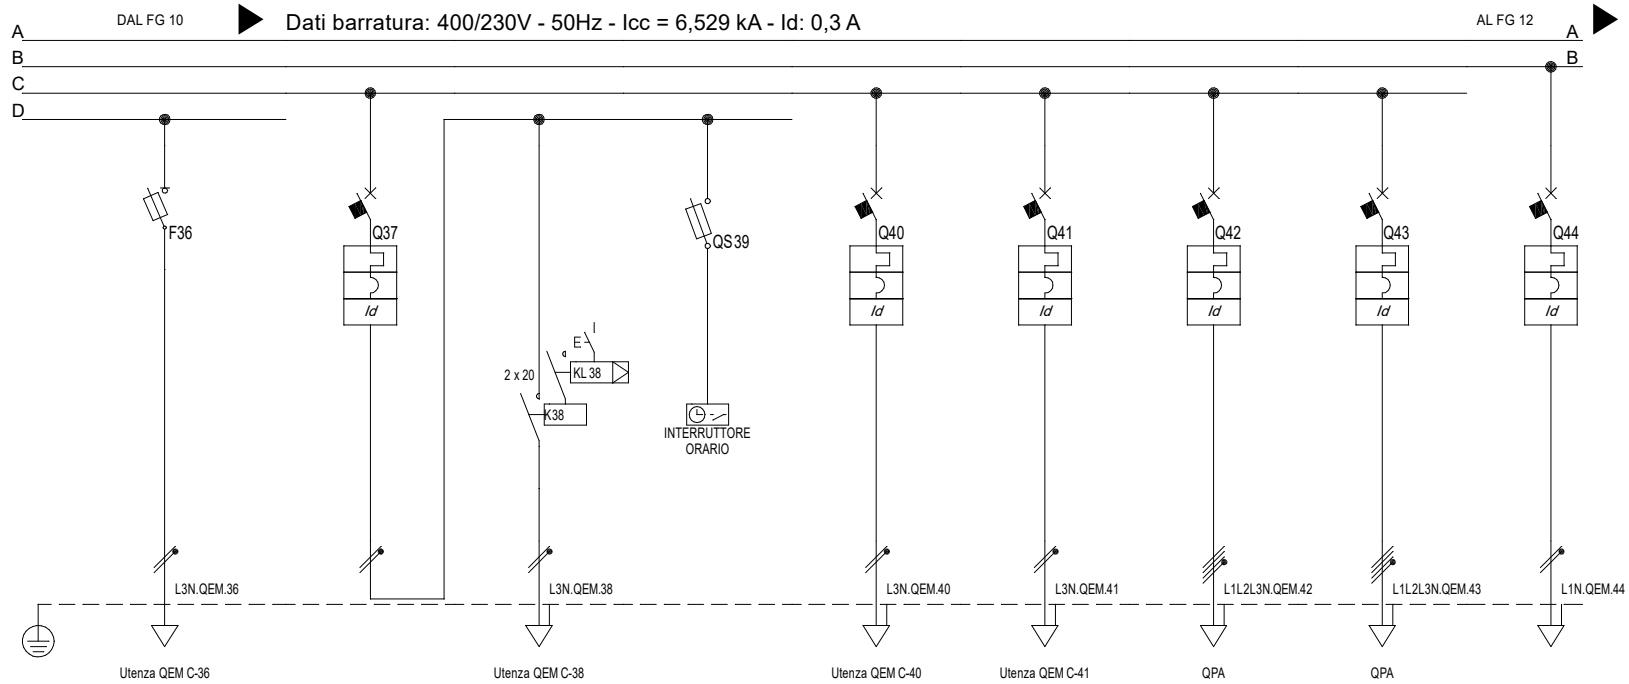 DAL FG 10
Dati barratura: 400/230V - 50Hz - Icc = 6,529 kA - Id: 0,3 A
AL FG 12
A
A
B
B
C
D
F36
Q37
QS39
Q40
Q41
Q42
Q43
Q44
Id
Id
Id
Id
Id
Id
E
I
2 x 20
KL 38
K38
INTERRUTTORE
ORARIO
L3N.QEM.36
L3N.QEM.38
L3N.QEM.40
L3N.QEM.41
L1L2L3N.QEM.42
L1L2L3N.QEM.43
L1N.QEM.44
Utenza QEM C-36
Utenza QEM C-38
Utenza QEM C-40
Utenza QEM C-41
QPA
QPA